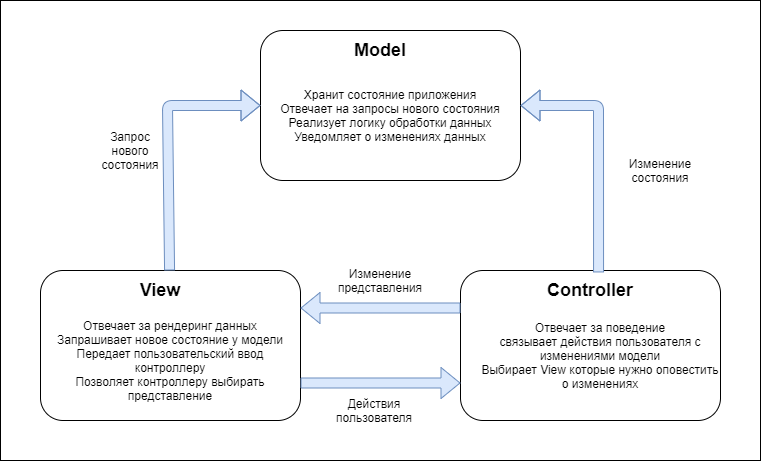 Model
Хранит состояние приложения
Отвечает на запросы нового состояния
Реализует логику обработки данных
Уведомляет о изменениях данных
Запрос
нового
состояния
Изменение
состояния
View
Отвечает за рендеринг данных
Запрашивает новое состояние у модели
Передает пользовательский ввод
контроллеру
Позволяет контроллеру выбирать
представление
Изменение
представления
Действия
пользователя
Controller
Отвечает за поведение
связывает действия пользователя с
изменениями модели
Выбирает View которые нужно оповестить
о изменениях